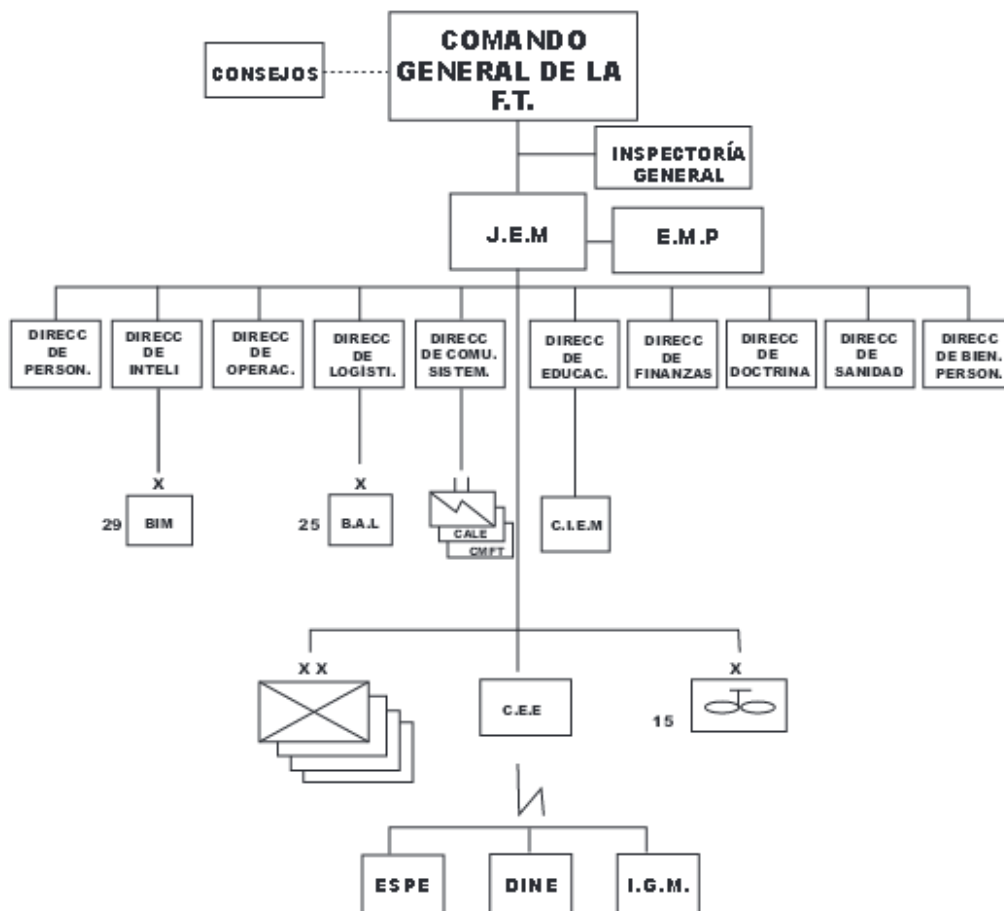 COMANDO
GENERAL DE LA
F.T.
CONSEJOS
INSPECTORÍA
GENERAL
J.E.M
E.M.P
DIRECC
DE
PERSON.
DIRECC
DE
INTELI
DIRECC
DE
OPERAC.
DIRECC
DE
LOGÍSTI.
DIRECC
DE COMU.
SISTEM.
DIRECC
DE
EDUCAC.
DIRECC
DE
FINANZAS
DIRECC
DE
DOCTRINA
DIRECC
DE
SANIDAD
DIRECC
DE BIEN.
PERSON.
X
29 BIM
X
25 B.A.L
CALE
CMFT
C.I.E.M
X X
C.E.E
X
15
ESPE
DINE
I.G.M.